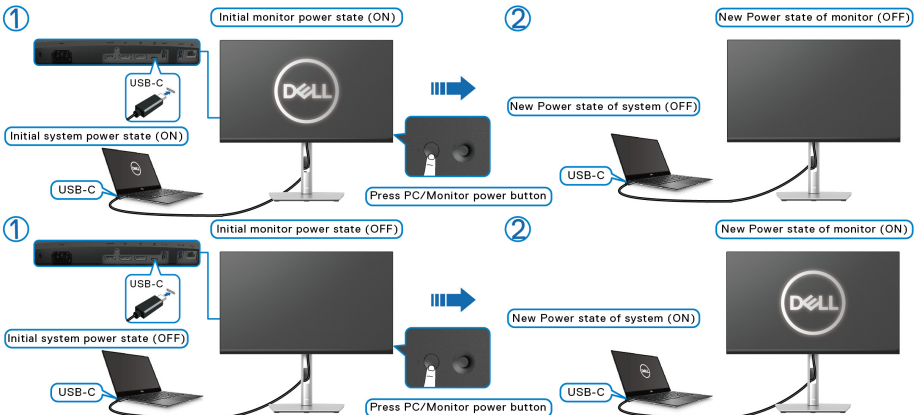 ①
Initial monitor power state (ON)
②
New Power state of monitor (OFF)
USB-C
DELL
New Power state of system (OFF)
Initial system power state (ON)
DELL
USB-C
USB-C
Press PC/Monitor power button
①
Initial monitor power state (OFF)
②
New Power state of monitor (ON)
USB-C
DELL
New Power state of system (ON)
Initial system power state (OFF)
DELL
USB-C
USB-C
Press PC/Monitor power button